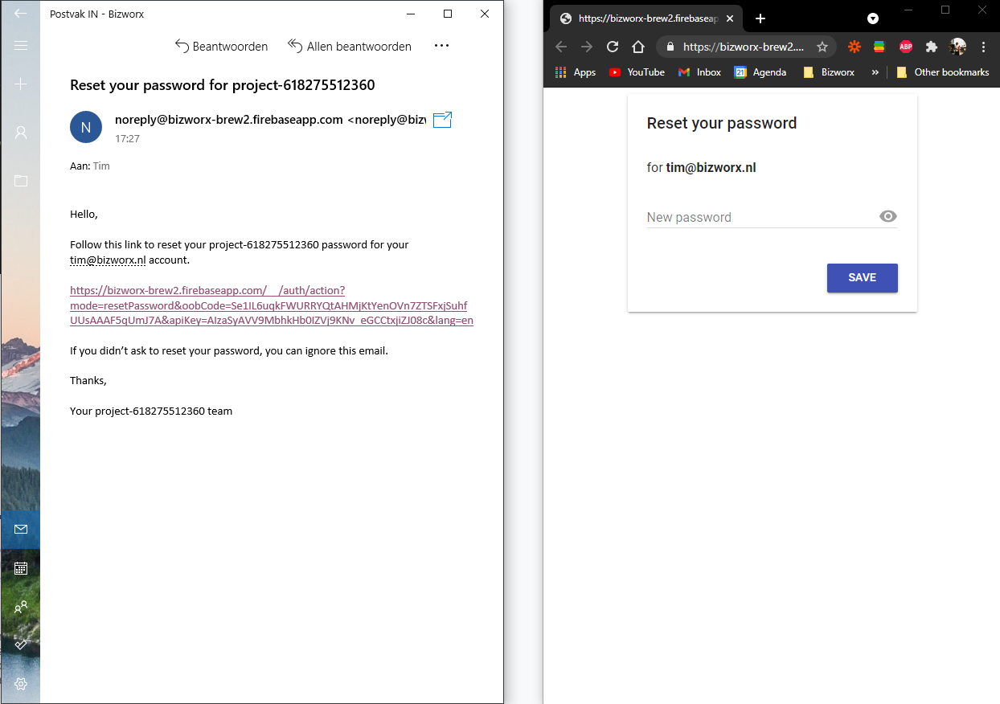 Postvak IN - Bizworx
Beantwoorden
Allen beantwoorden
Reset your password for project-618275512360
N
noreply@bizworx-brew2.firebaseapp.com <noreply@biz
17:27
Aan: Tim
Hello,
Follow this link to reset your project-618275512360 password for your
tim@bizworx.nl account.
https://bizworx-brew2.firebaseapp.com/__/auth/action?
mode=resetPassword&oobCode=Se1IL6uqkFWURRYQtAHMjKtYenOVn7ZTSFxjSuhf
UUsAAAF5qUmJ7A&apiKey=AIzaSyAVV9MbhkHb0IZVj9KNv_eGCCtxjiZJ08c&lang=en
If you didn’t ask to reset your password, you can ignore this email.
Thanks,
Your project-618275512360 team
https://bizworx-brew2.firebaseap
https://bizworx-brew2....
ABP
Apps
YouTube
Inbox
21
Agenda
Bizworx
»
Other bookmarks
Reset your password
for tim@bizworx.nl
New password
SAVE